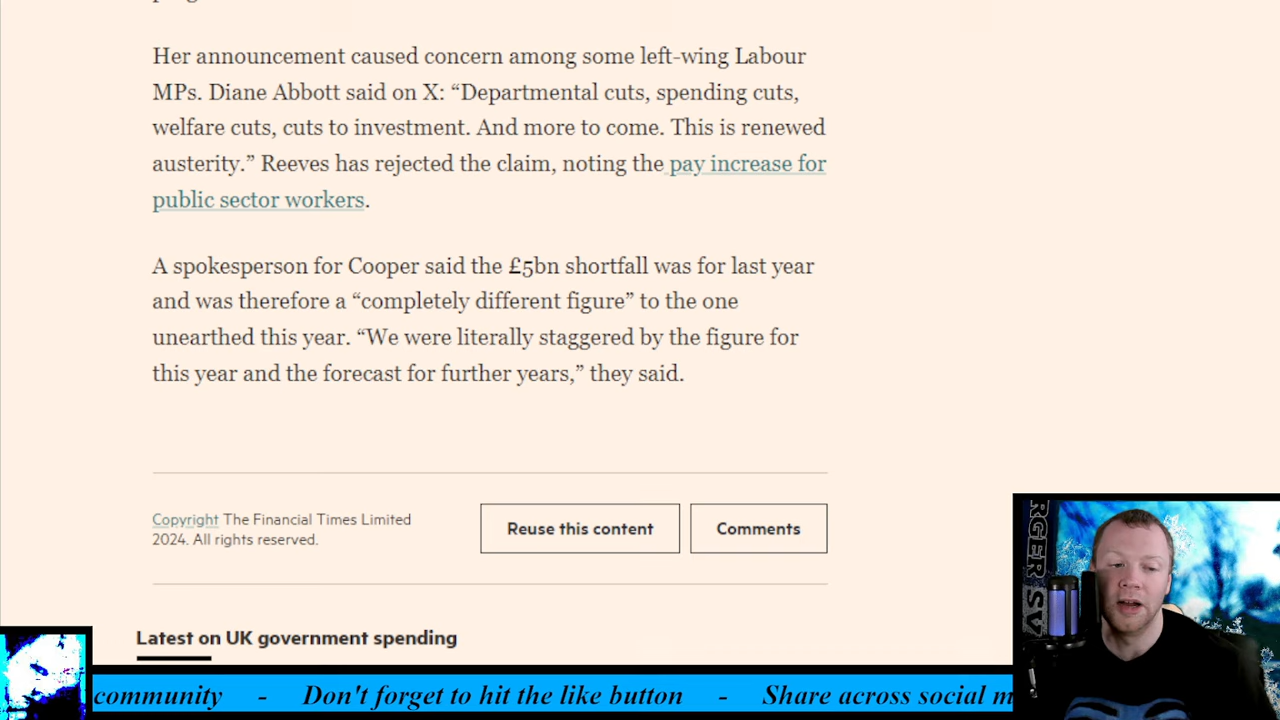 Her announcement caused concern among some left-wing Labour
MPs. Diane Abbott said on X: “Departmental cuts, spending cuts,
welfare cuts, cuts to investment. And more to come. This is renewed
austerity.” Reeves has rejected the claim, noting the pay increase for
public sector workers.
A spokesperson for Cooper said the £5bn shortfall was for last year
and was therefore a “completely different figure” to the one
unearthed this year. “We were literally staggered by the figure for
this year and the forecast for further years,” they said.
Copyright The Financial Times Limited
2024. All rights reserved.
Reuse this content
Comments
Latest on UK government spending
community - Don't forget to hit the like button - Share across social m